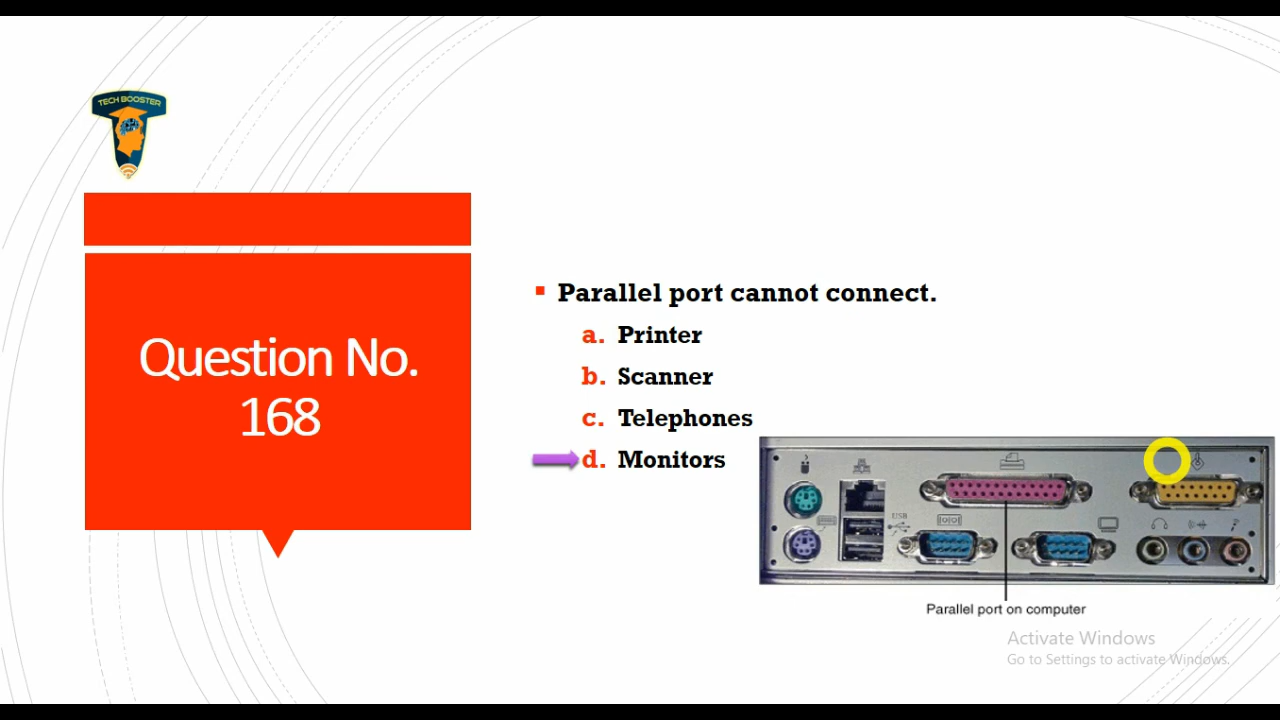 TECH BOOSTER
Question No.
168
Parallel port cannot connect.
a. Printer
b. Scanner
c. Telephones
d. Monitors
USB
Parallel port on computer
Activate Windows
Go to Settings to activate Windows.